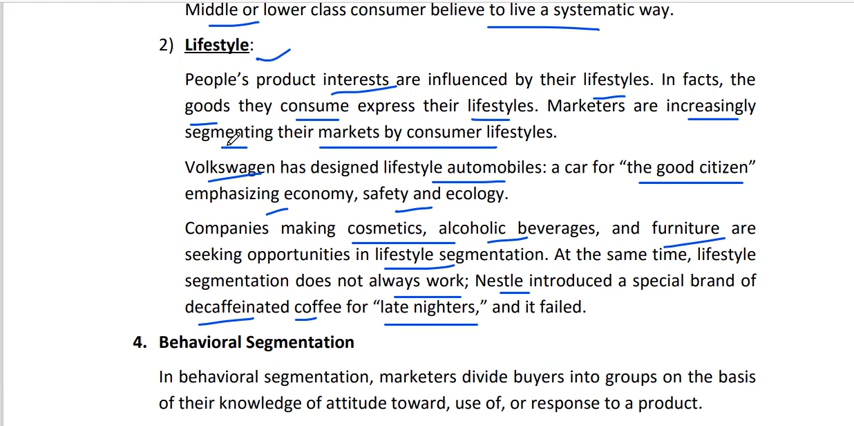 Middle or lower class consumer believe to live a systematic way.
2) Lifestyle:
People's product interests are influenced by their lifestyles. In facts, the
goods they consume express their lifestyles. Marketers are increasingly
segmenting their markets by consumer lifestyles.
Volkswagen has designed lifestyle automobiles: a car for “the good citizen”
emphasizing economy, safety and ecology.
Companies making cosmetics, alcoholic beverages, and furniture are
seeking opportunities in lifestyle segmentation. At the same time, lifestyle
segmentation does not always work; Nestle introduced a special brand of
decaffeinated coffee for “late nighters,” and it failed.
4. Behavioral Segmentation
In behavioral segmentation, marketers divide buyers into groups on the basis
of their knowledge of attitude toward, use of, or response to a product.